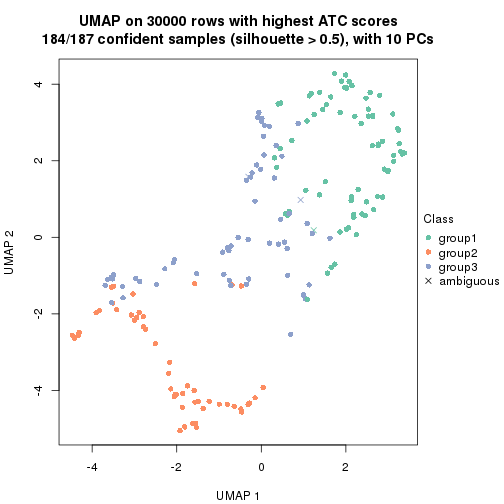 UMAP on 30000 rows with highest ATC scores
184/187 confident samples (silhouette > 0.5), with 10 PCs
4
2
0
-2
-4
UMAP 2
-4
-2
0
2
UMAP 1
Class
group1
group2
group3
ambiguous